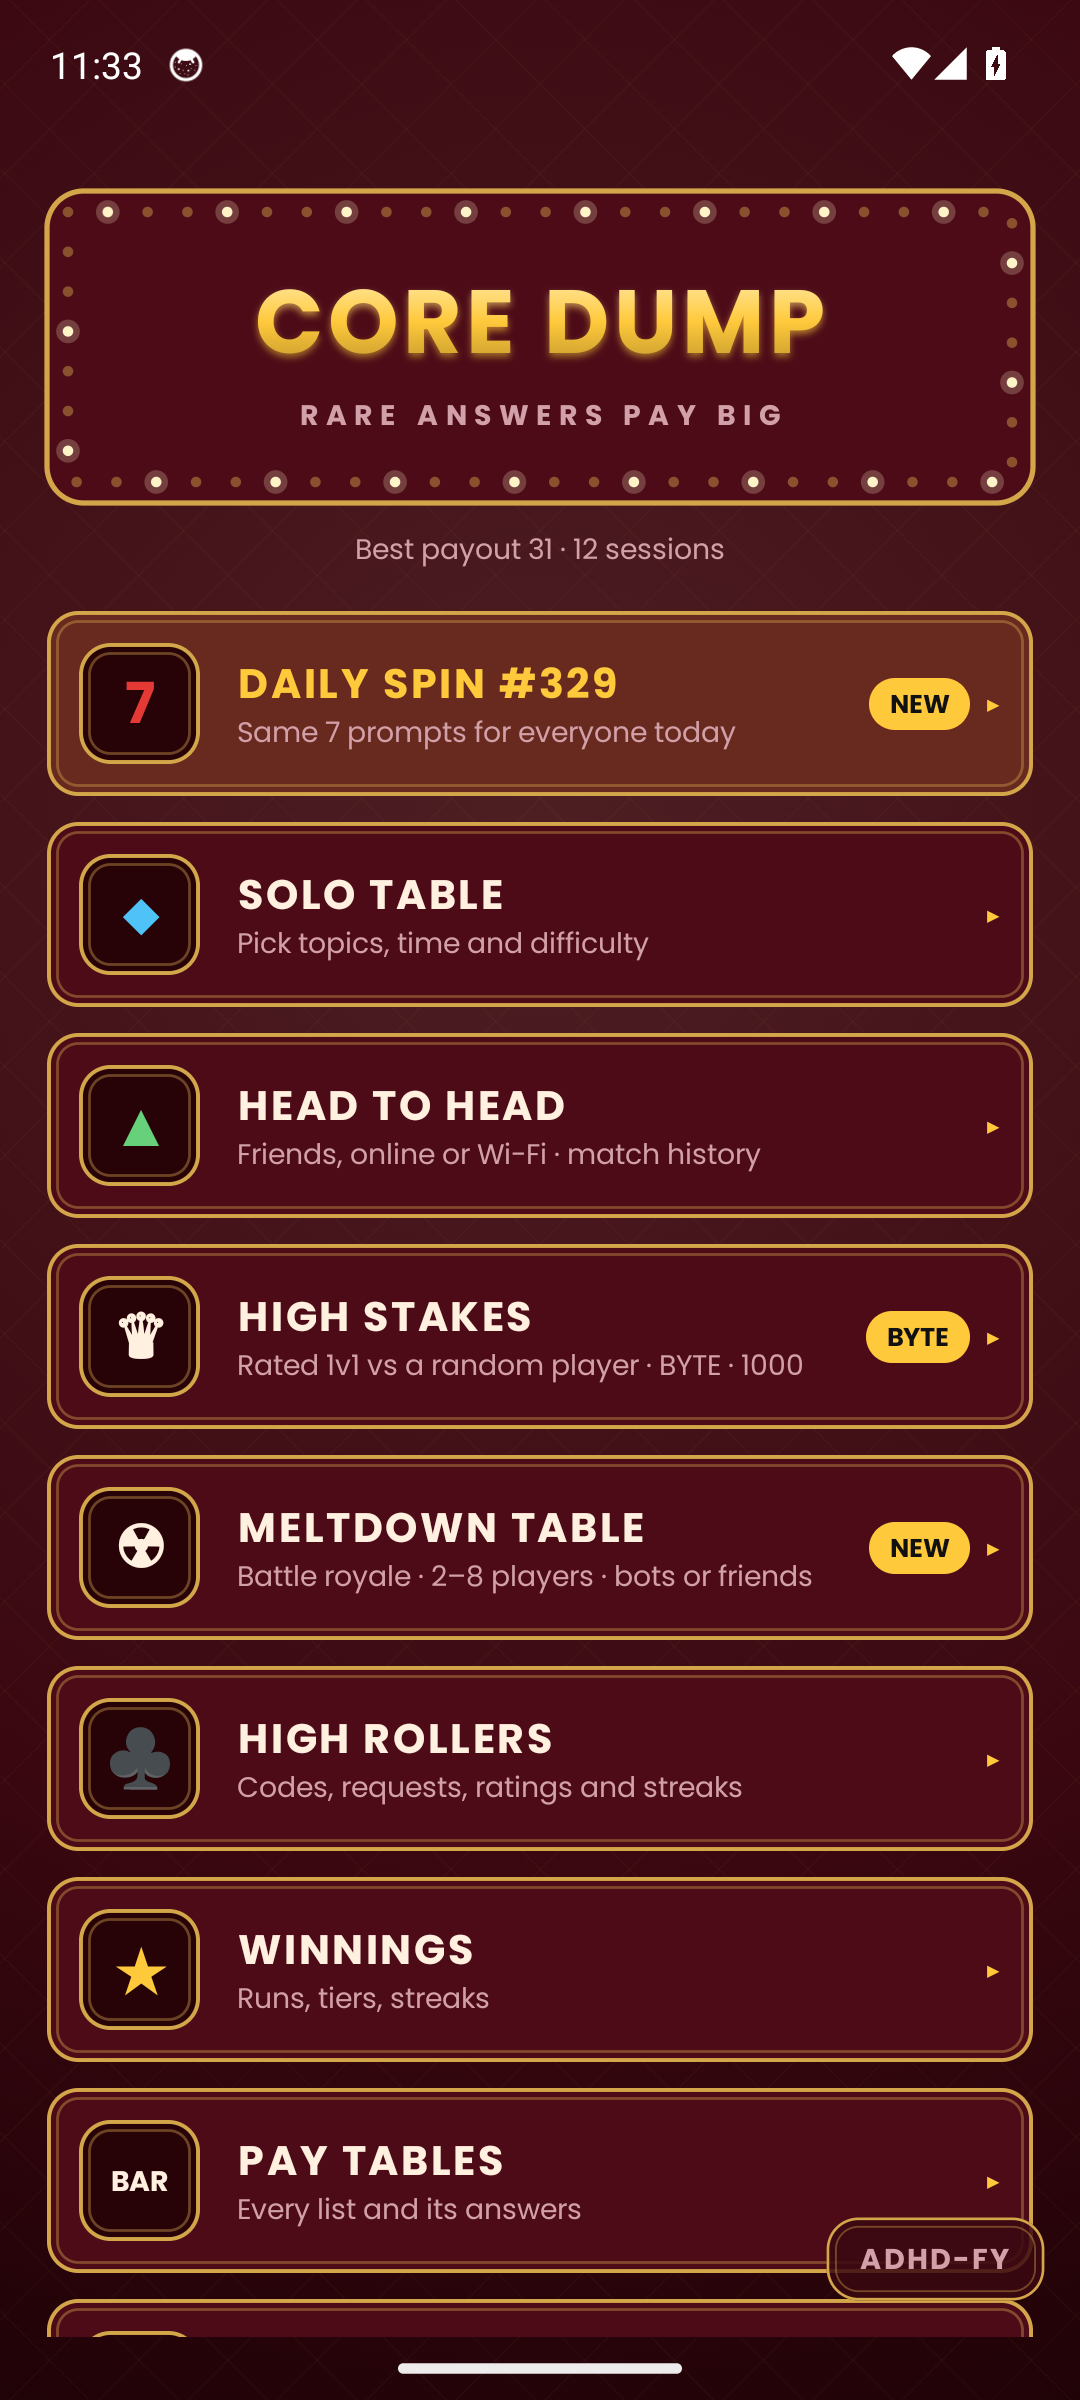 11:33
CORE DUMP
RARE ANSWERS PAY BIG
Best payout 31 · 12 sessions
7
DAILY SPIN #329
Same 7 prompts for everyone today
NEW
SOLO TABLE
Pick topics, time and difficulty
HEAD TO HEAD
Friends, online or Wi-Fi · match history
HIGH STAKES
Rated 1v1 vs a random player · BYTE · 1000
BYTE
MELTDOWN TABLE
Battle royale · 2–8 players · bots or friends
NEW
HIGH ROLLERS
Codes, requests, ratings and streaks
WINNINGS
Runs, tiers, streaks
BAR
PAY TABLES
Every list and its answers
ADHD-FY